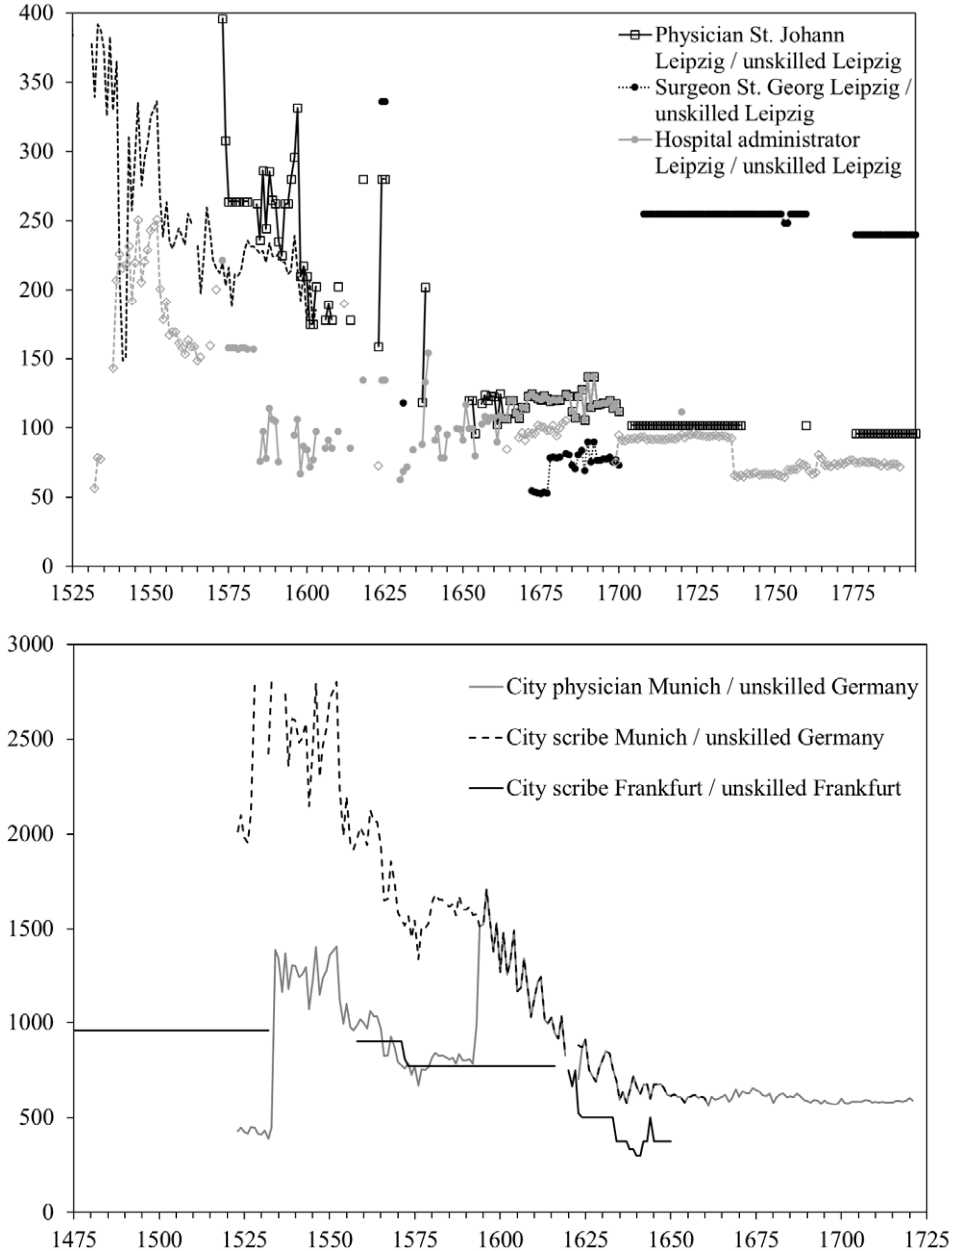 400
350
300
250
200
150
100
50
0
Physician St. Johann
Leipzig / unskilled Leipzig
Surgeon St. Georg Leipzig /
unskilled Leipzig
Hospital administrator
Leipzig / unskilled Leipzig
1525 1550 1575 1600 1625 1650 1675 1700 1725 1750 1775
3000
2500
2000
1500
1000
500
0
City physician Munich / unskilled Germany
City scribe Munich / unskilled Germany
City scribe Frankfurt / unskilled Frankfurt
1475 1500 1525 1550 1575 1600 1625 1650 1675 1700 1725